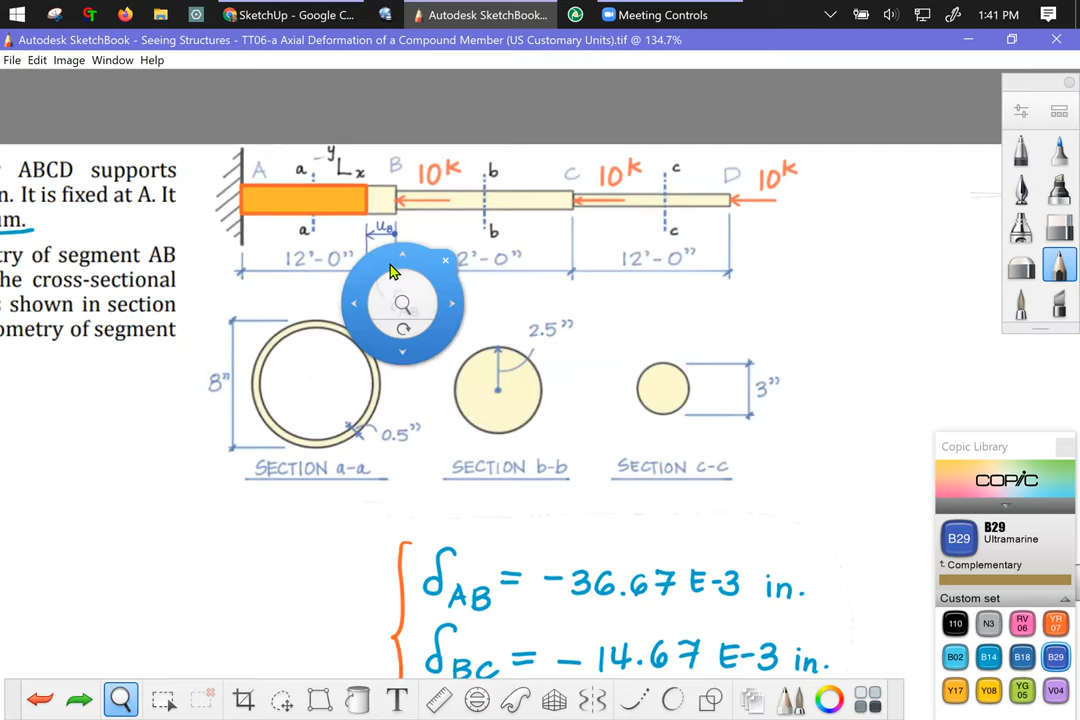 SketchUp - Google C...
Autodesk SketchBook...
Meeting Controls
1:41 PM
Autodesk SketchBook - Seeing Structures - TT06-a Axial Deformation of a Compound Member (US Customary Units).tif @ 134.7%
File Edit Image Window Help
ABCD supports
n. It is fixed at A. It
um.
try of segment AB
the cross-sectional
s shown in section
ometry of segment
A a y x B 10K b C 10K c D 10K
a uB b c
12'-0" 2'-0" 12'-0"
8" 0.5" 2.5" 3"
SECTION a-a SECTION b-b SECTION c-c
δAB = -36.67 E-3 in.
δBC = -14.67 E-3 in.
Copic Library
COPIC
B29
B29
Ultramarine
Complementary
Custom set
110 N3 RV 06 YR 07
B02 B14 B18 B29
Y17 Y08 YG 05 V04
T